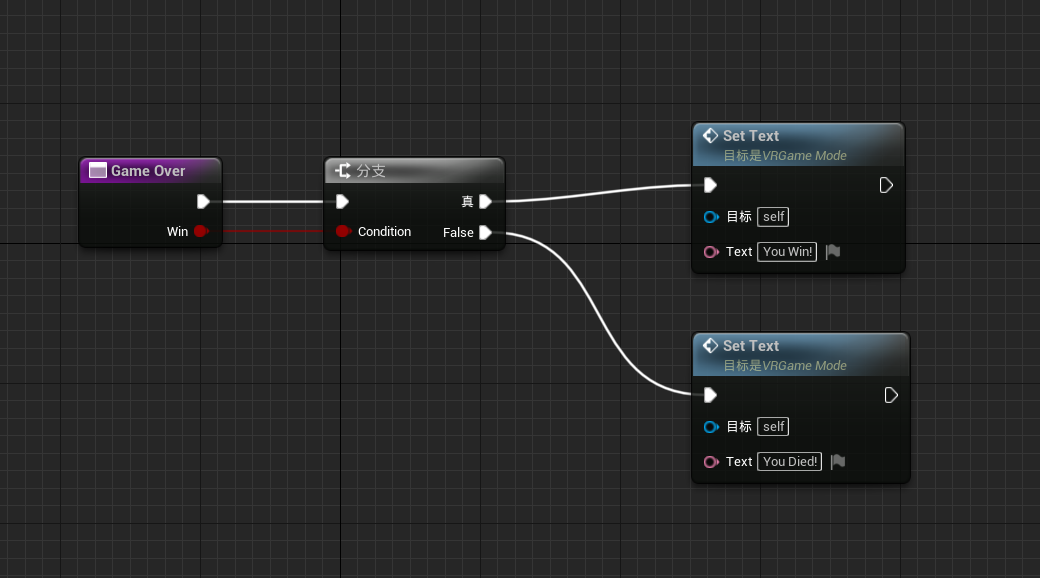 Game Over
Win
分支
Condition
真
False
Set Text
目标是VRGame Mode
目标 self
Text You Win!
Set Text
目标是VRGame Mode
目标 self
Text You Died!